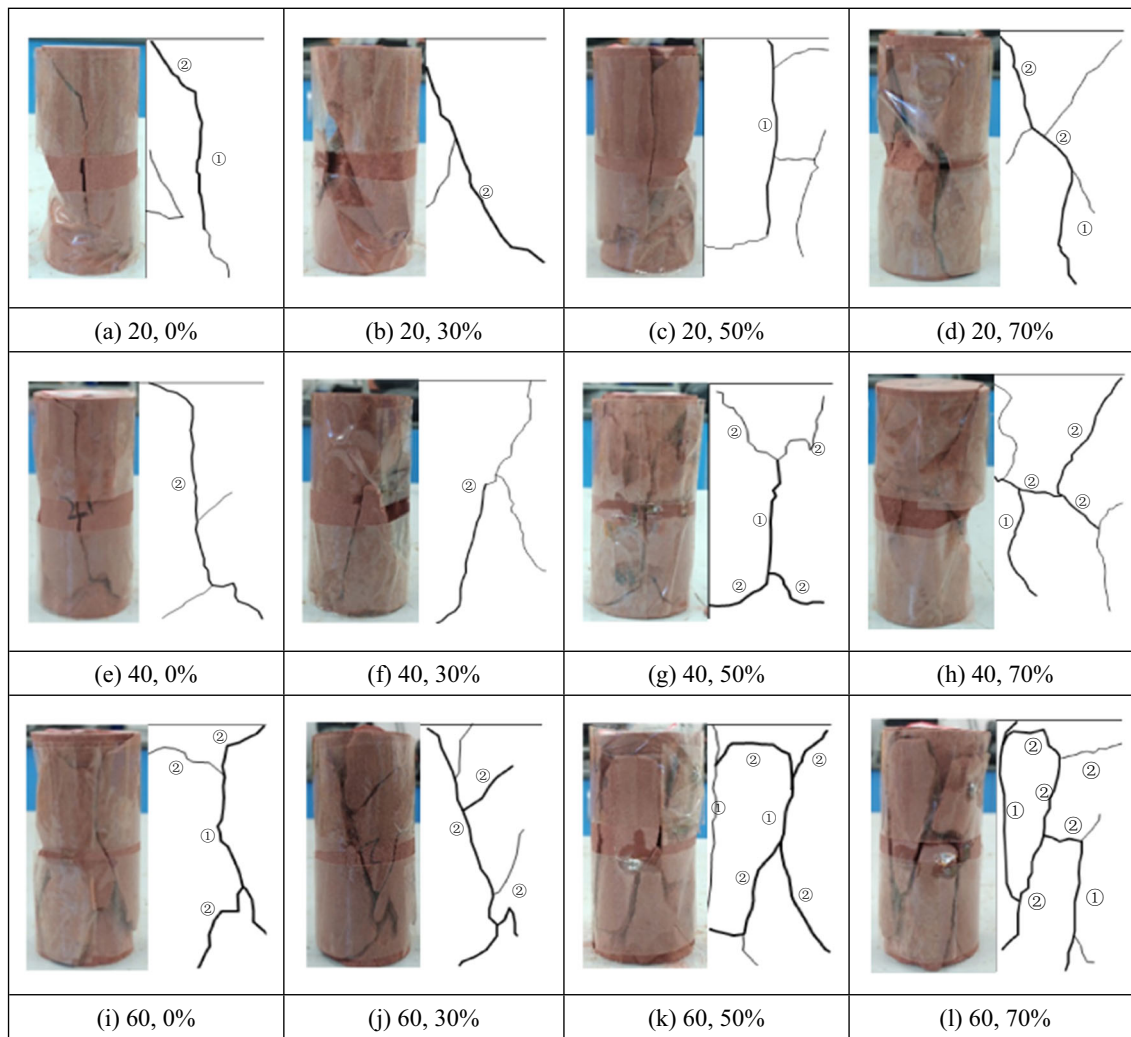 ② ① ② ① ② ② ①
(a) 20, 0% (b) 20, 30% (c) 20, 50% (d) 20, 70%
② ② ② ② ① ② ② ② ② ② ①
(e) 40, 0% (f) 40, 30% (g) 40, 50% (h) 40, 70%
② ② ① ② ② ② ② ② ② ① ① ② ② ② ② ① ② ② ② ①
(i) 60, 0% (j) 60, 30% (k) 60, 50% (l) 60, 70%